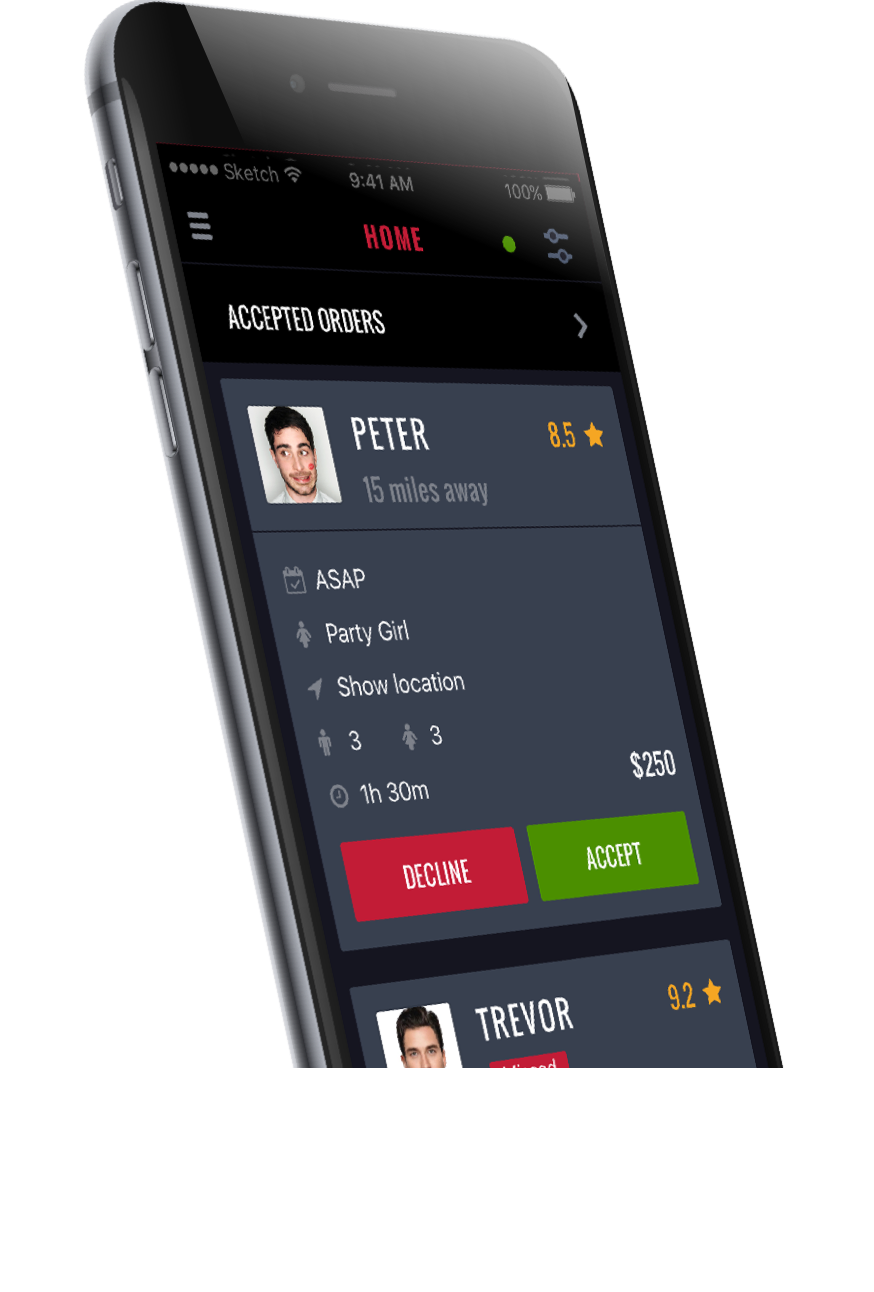 Sketch
9:41 AM
100%
HOME
ACCEPTED ORDERS
PETER
8.5
15 miles away
ASAP
Party Girl
Show location
3 3
$250
1h 30m
DECLINE ACCEPT
TREVOR
9.2
Missed